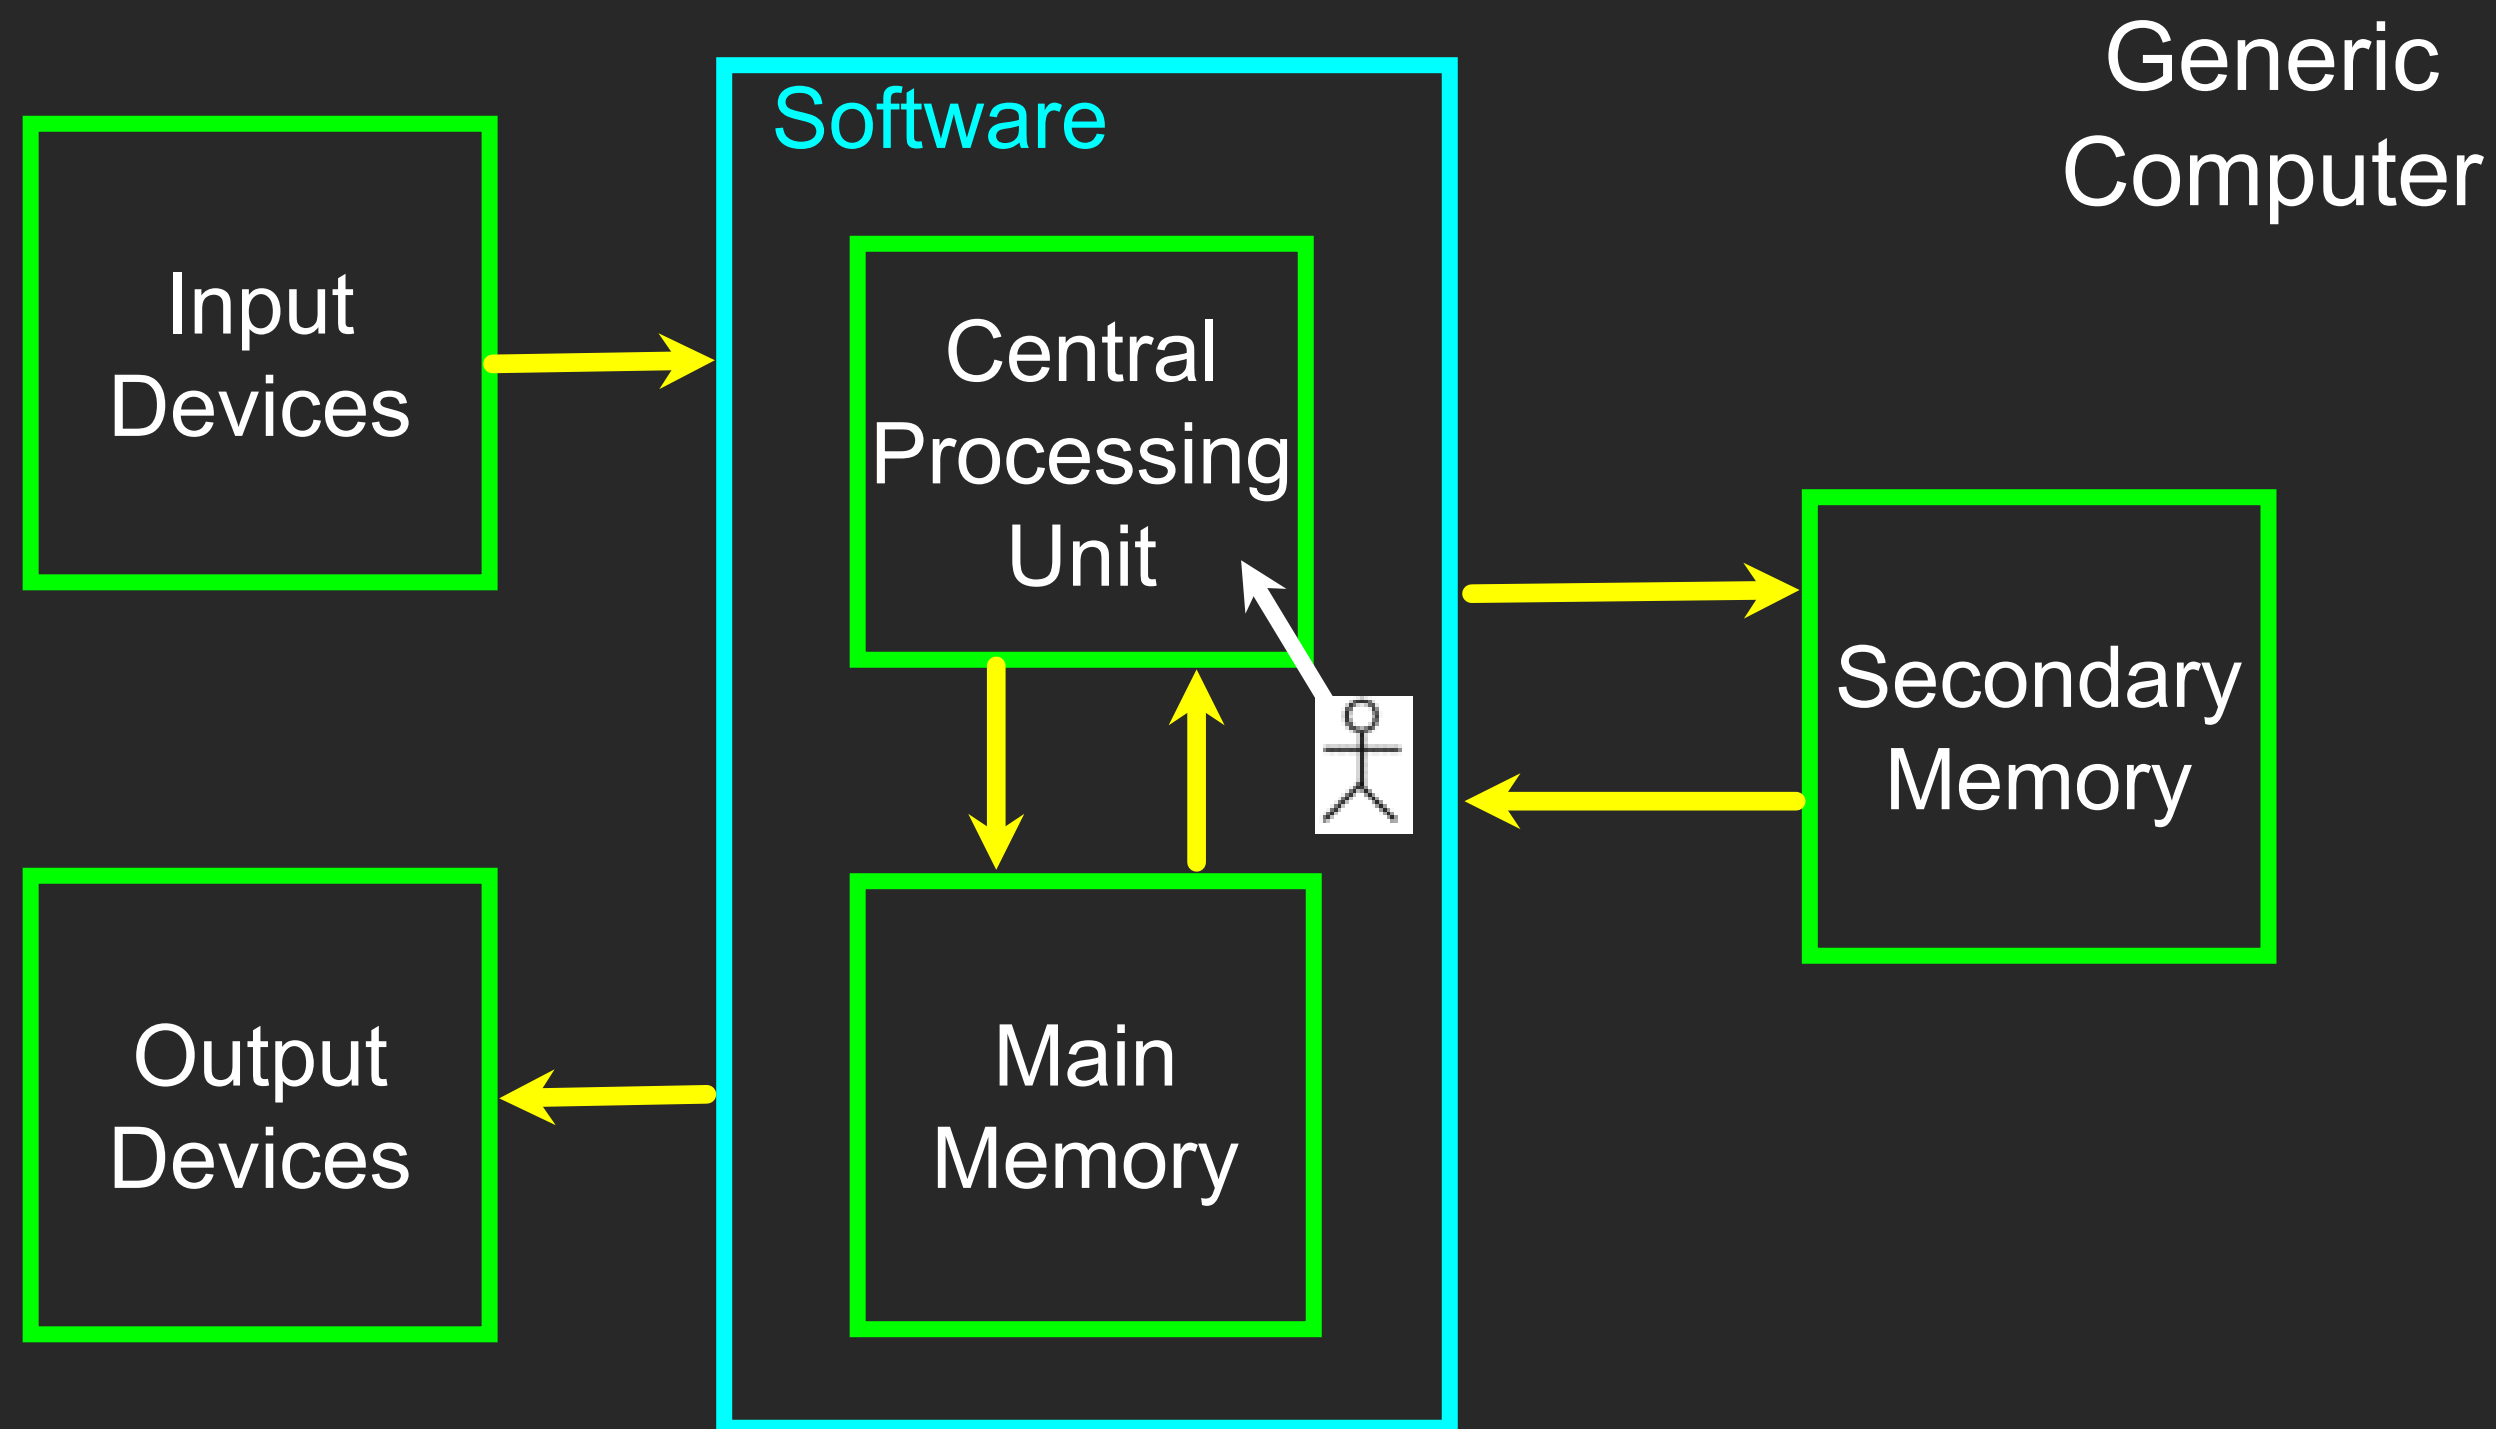 Generic
Computer
Software
Input
Devices
Central
Processing
Unit
Secondary
Memory
Output
Devices
Main
Memory